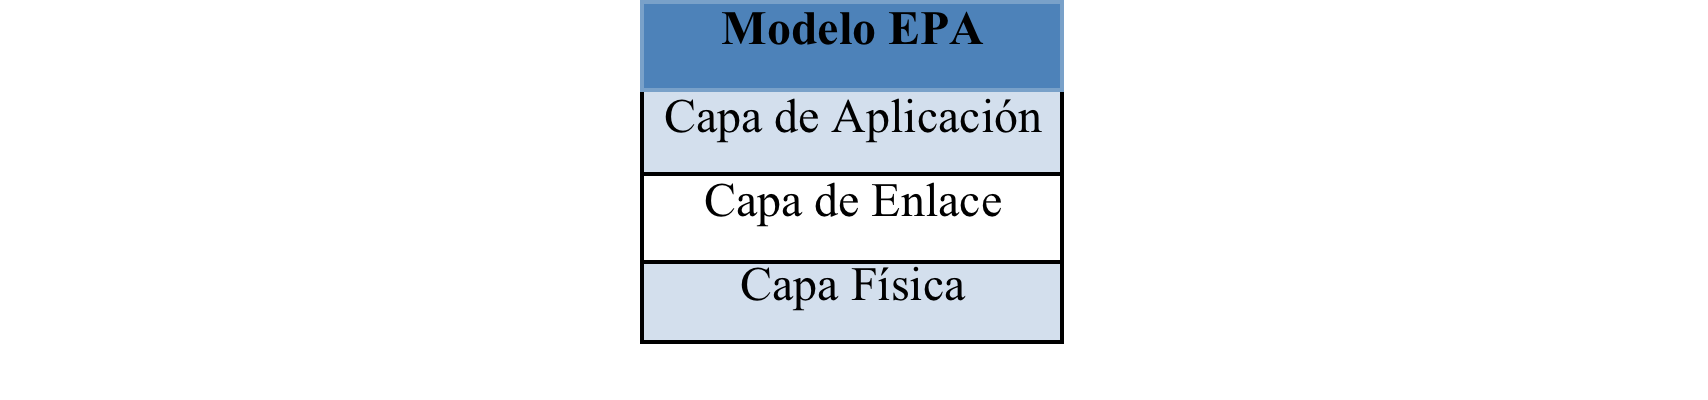 Modelo EPA
Capa de Aplicación
Capa de Enlace
Capa Física